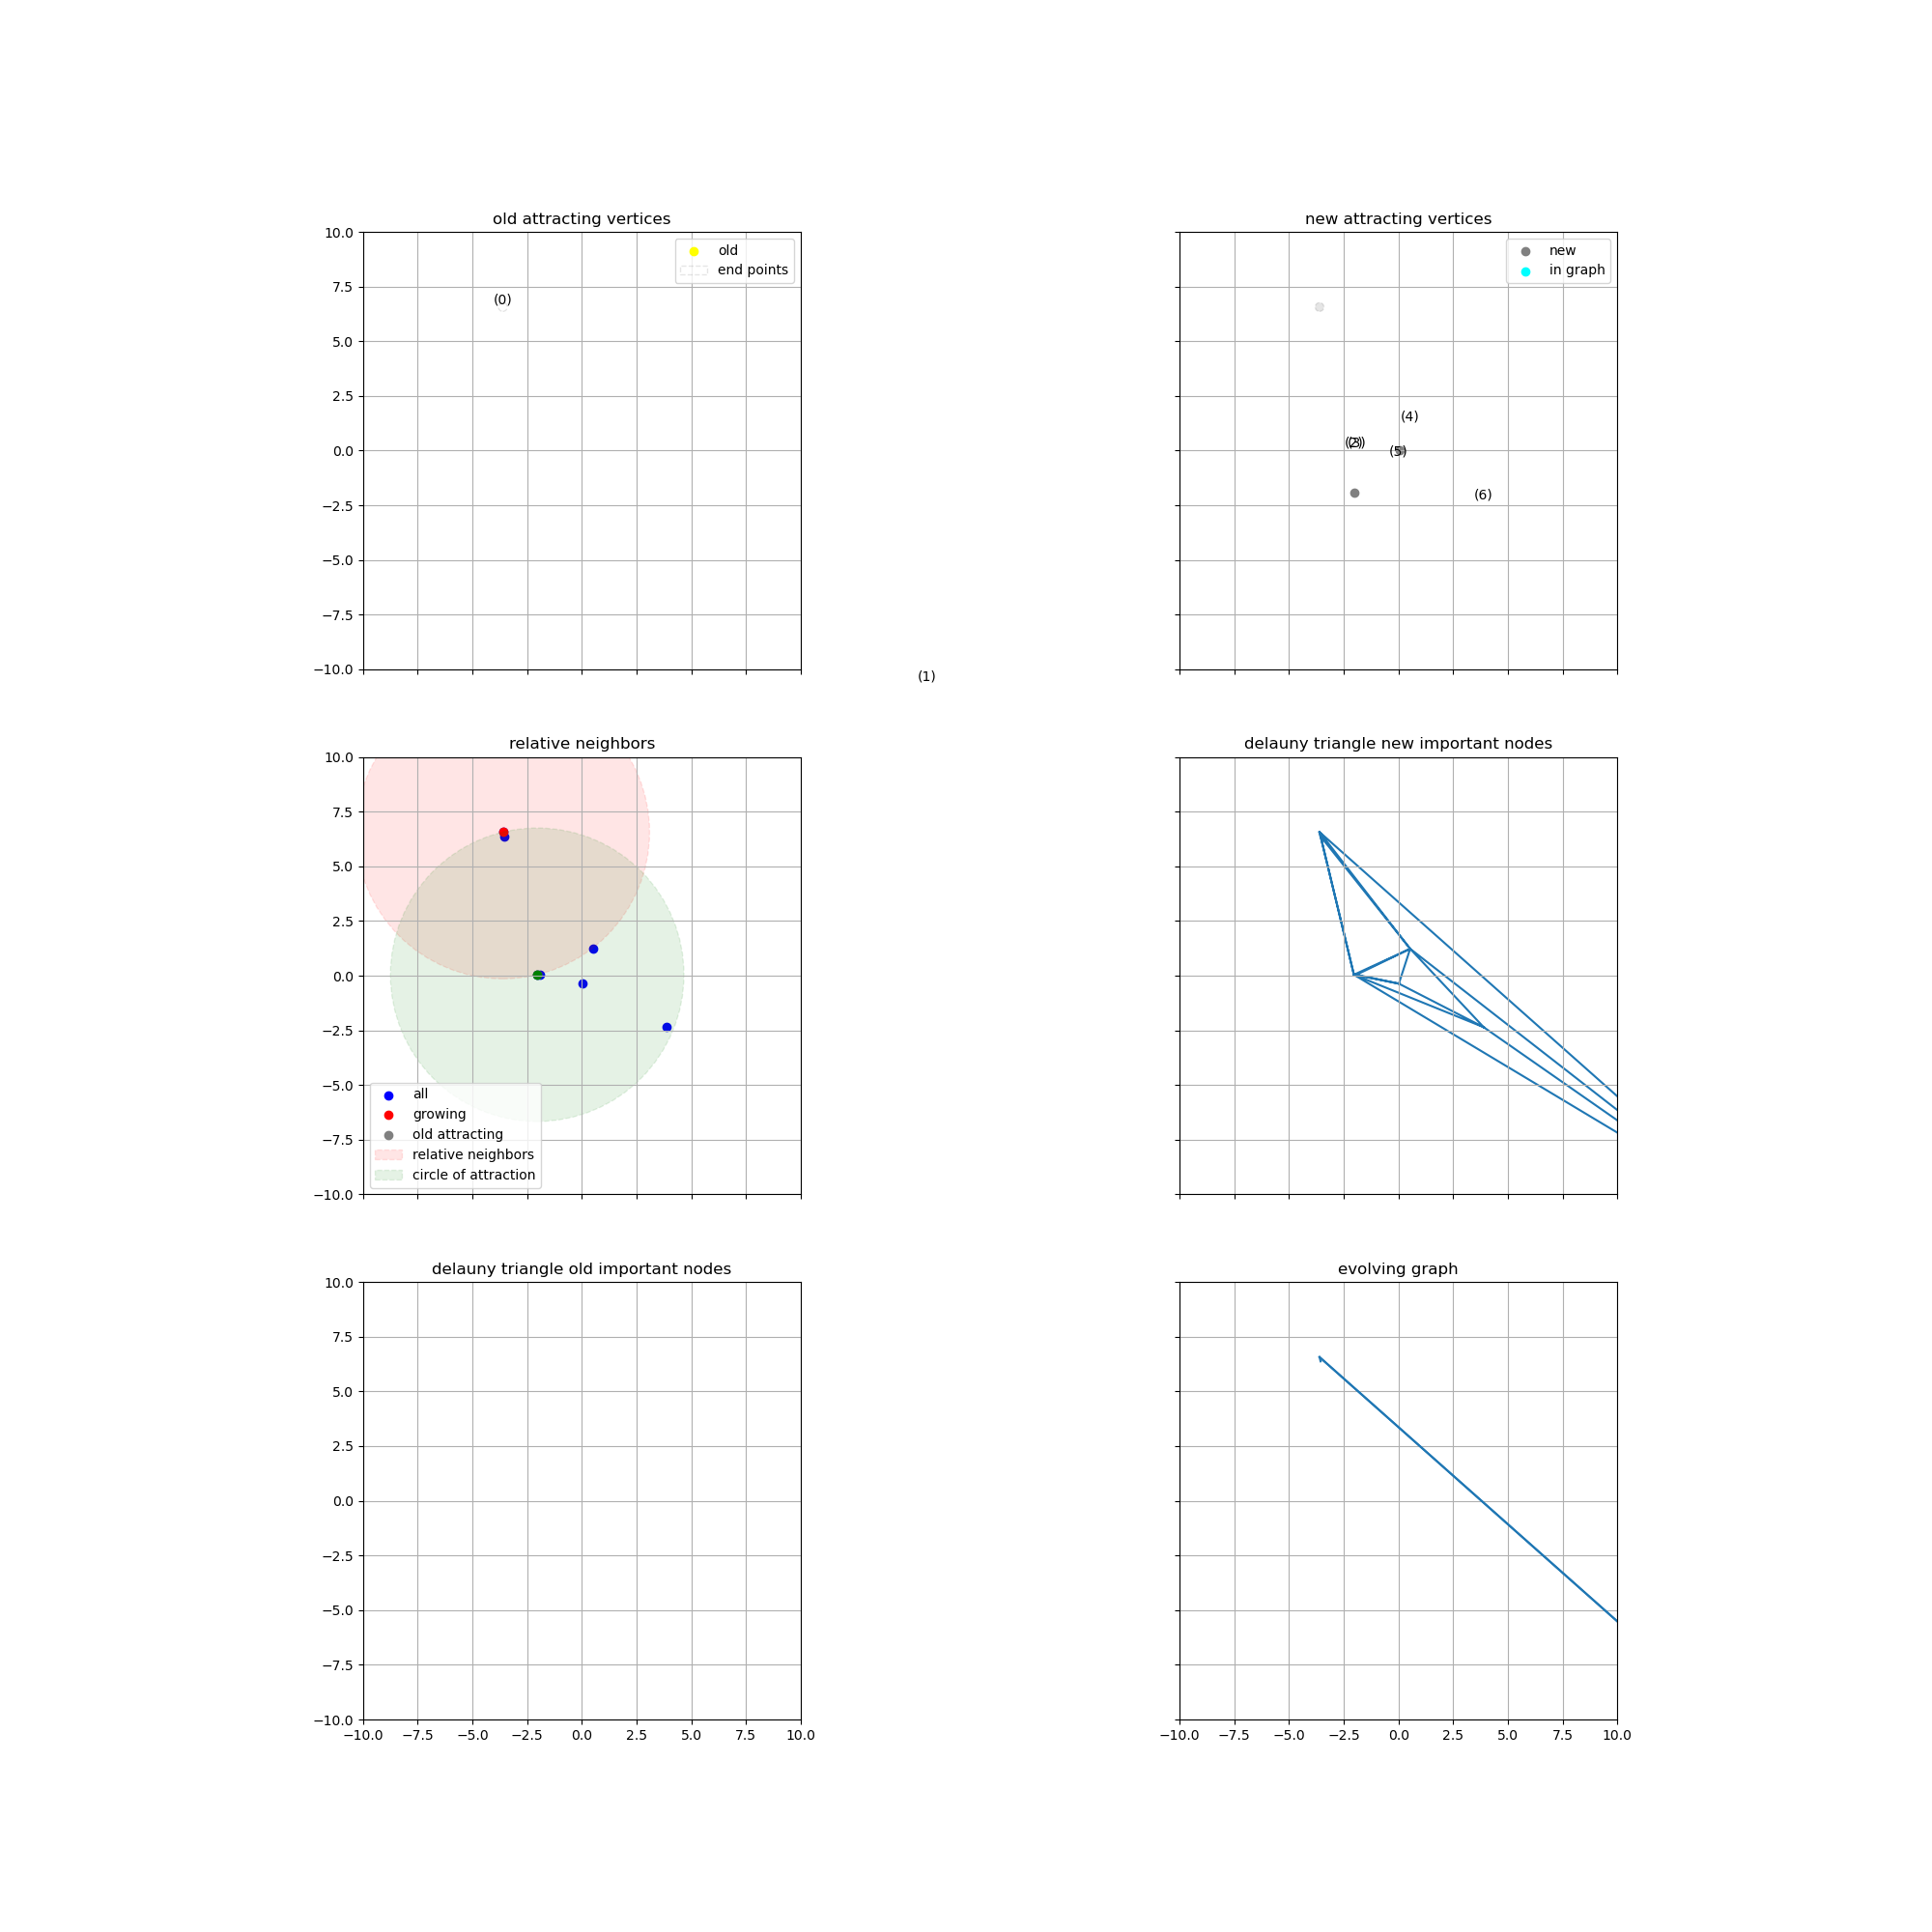 old attracting vertices
new attracting vertices
10.0
7.5
5.0
2.5
0.0
−2.5
−5.0
−7.5
−10.0
old
end points
(0)
new
in graph
(4)
(2)
(5)
(6)
(1)
relative neighbors
delauny triangle new important nodes
10.0
7.5
5.0
2.5
0.0
−2.5
−5.0
−7.5
−10.0
all
growing
old attracting
relative neighbors
circle of attraction
delauny triangle old important nodes
evolving graph
10.0
7.5
5.0
2.5
0.0
−2.5
−5.0
−7.5
−10.0
−10.0 −7.5 −5.0 −2.5 0.0 2.5 5.0 7.5 10.0
−10.0 −7.5 −5.0 −2.5 0.0 2.5 5.0 7.5 10.0